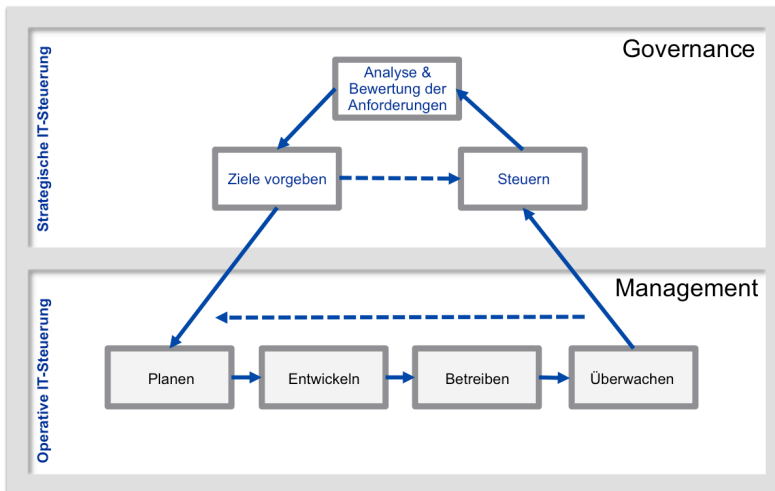 Governance
Strategische IT-Steuerung
Analyse &
Bewertung der
Anforderungen
Ziele vorgeben
Steuern
Management
Operative IT-Steuerung
Planen
Entwickeln
Betreiben
Überwachen